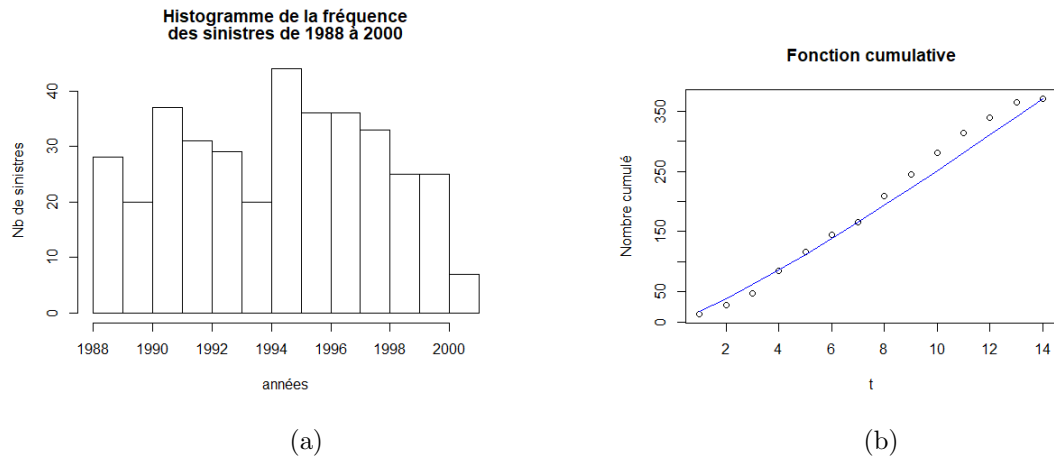 Histogramme de la fréquence
des sinistres de 1988 à 2000
Nb de sinistres
0
10
20
30
40
1988
1990
1992
1994
1996
1998
2000
années
(a)
Fonction cumulative
Nombre cumulé
0
50
150
250
350
2
4
6
8
10
12
14
t
(b)